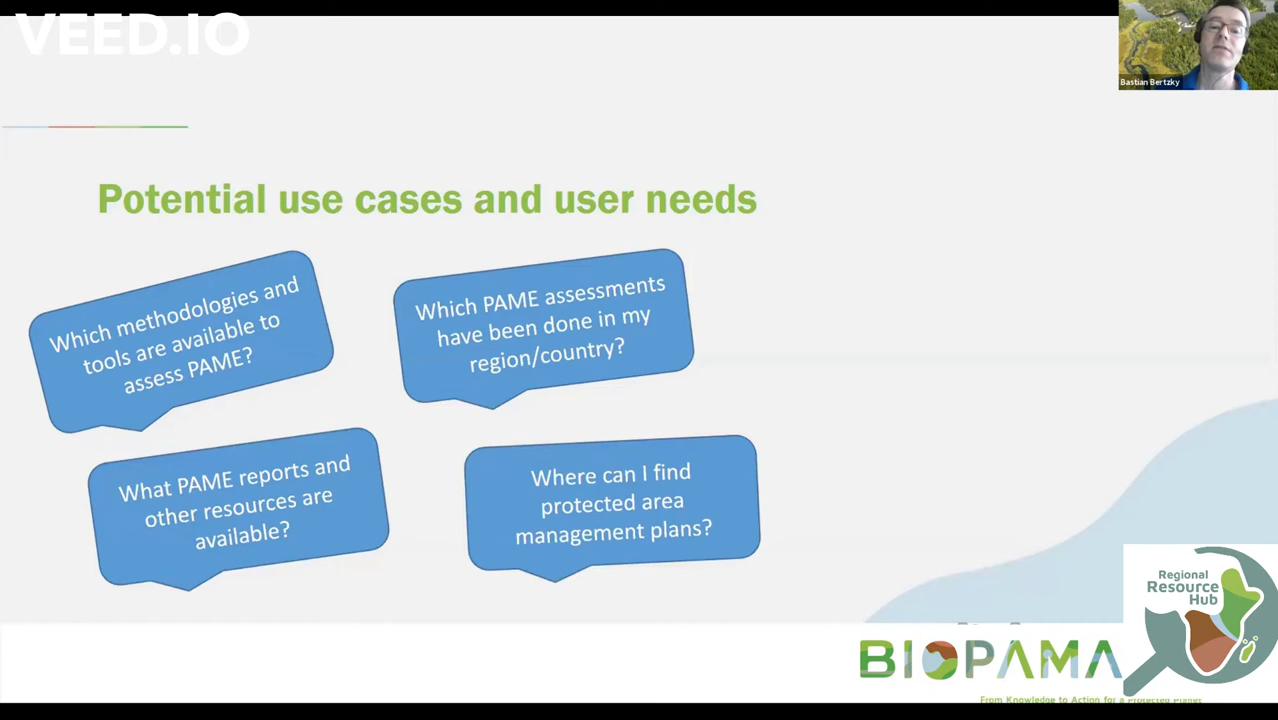 VEED.IO
Bastian Bertzky
Potential use cases and user needs
Which methodologies and
tools are available to
assess PAME?
Which PAME assessments
have been done in my
region/country?
What PAME reports and
other resources are
available?
Where can I find
protected area
management plans?
Regional
Resource
Hub
BIOPAMA
From Knowledge to Action for a Protected Planet